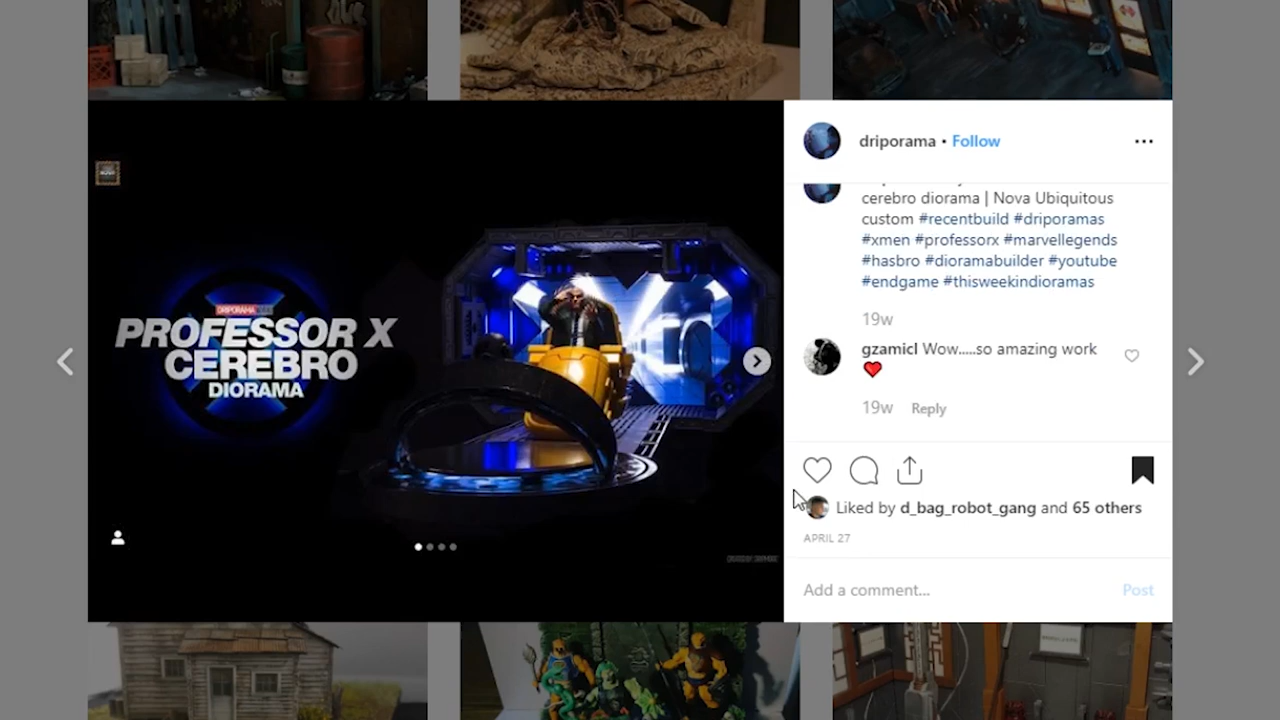 PROFESSOR X
CEREBRO
DIORAMA
driporama • Follow
cerebro diorama | Nova Ubiquitous
custom #recentbuild #driporamas
#xmen #professorx #marvellegends
#hasbro #dioramabuilder #youtube
#endgame #thisweekindioramas
19w
gzamicl Wow.....so amazing work
❤
19w Reply
Liked by d_bag_robot_gang and 65 others
APRIL 27
Add a comment... Post